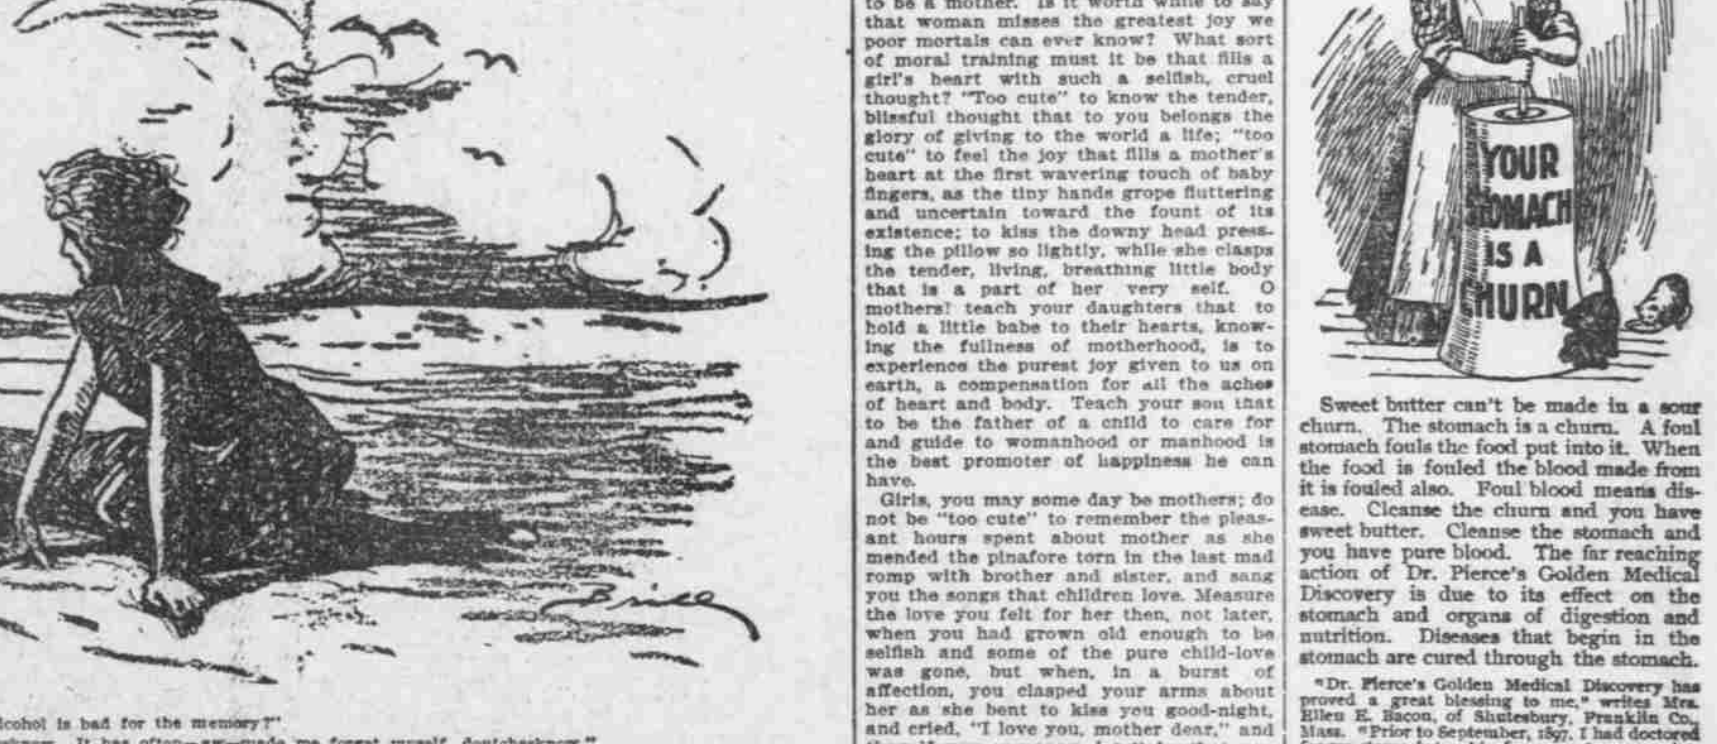 Brill
lcohol is bad for the memory?"
It has often—aw—made me forget myself, dontcherknow."
to be a mother. Is it worth while to say
that woman misses the greatest joy we
poor mortals can ever know? What sort
of moral training must it be that fills a
girl's heart with such a selfish, cruel
thought? "Too cute" to know the tender,
blissful thought that to you belongs the
glory of giving to the world a life; "too
cute" to feel the joy that fills a mother's
heart at the first wavering touch of baby
fingers, as the tiny hands grope fluttering
and uncertain toward the fount of its
existence; to kiss the downy head press-
ing the pillow so lightly, while she clasps
the tender, living, breathing little body
that is a part of her very self. O
mothers! teach your daughters that to
hold a little babe to their hearts, know-
ing the fullness of motherhood, is to
experience the purest joy given to us on
earth, a compensation for all the aches
of heart and body. Teach your son that
to be the father of a child to care for
and guide to womanhood or manhood is
the best promoter of happiness he can
have.
Girls, you may some day be mothers; do
not be "too cute" to remember the pleas-
ant hours spent about mother as she
mended the pinafore torn in the last mad
romp with brother and sister, and sang
you the songs that children love. Measure
the love you felt for her then, not later,
when you had grown old enough to be
selfish and some of the pure child-love
was gone, but when, in a burst of
affection, you clasped your arms about
her as she bent to kiss you good-night,
and cried, "I love you, mother dear," and
YOUR
STOMACH
IS A
CHURN
Sweet butter can't be made in a sour
churn. The stomach is a churn. A foul
stomach fouls the food put into it. When
the food is fouled the blood made from
it is fouled also. Foul blood means dis-
ease. Cleanse the churn and you have
sweet butter. Cleanse the stomach and
you have pure blood. The far reaching
action of Dr. Pierce's Golden Medical
Discovery is due to its effect on the
stomach and organs of digestion and
nutrition. Diseases that begin in the
stomach are cured through the stomach.
"Dr. Pierce's Golden Medical Discovery has
proved a great blessing to me," writes Mrs.
Ellen E. Bacon, of Shutesbury, Franklin Co.,
Mass. "Prior to September, 1897, I had doctored